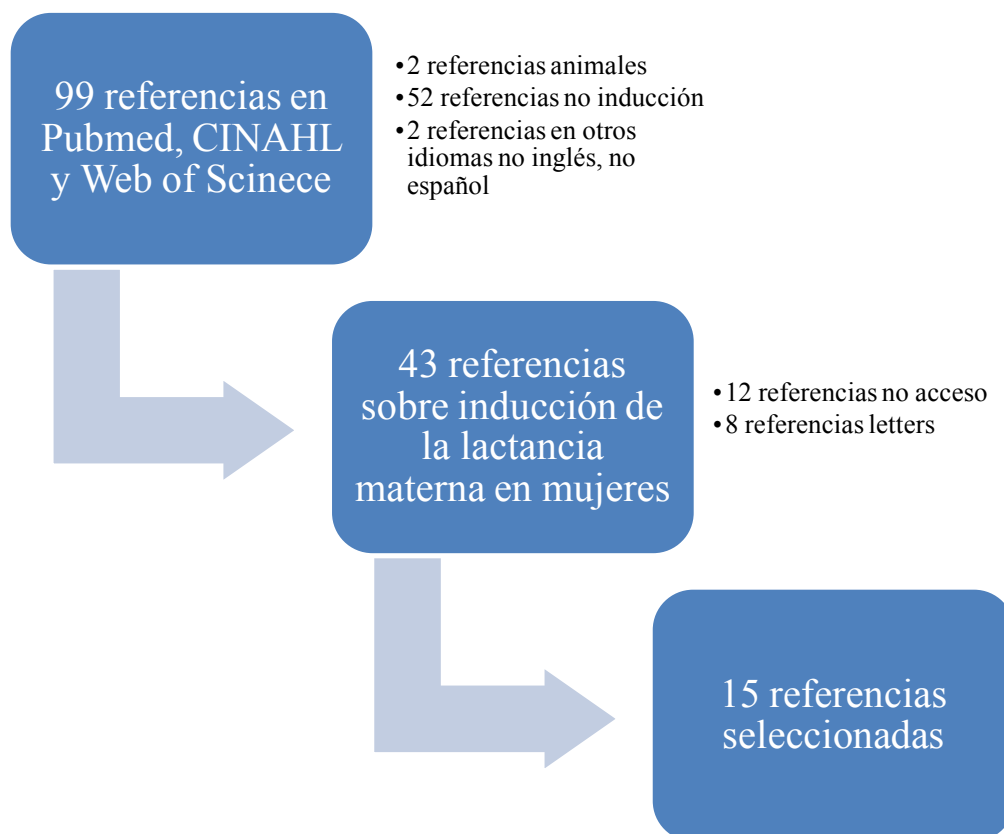 99 referencias en
Pubmed, CINAHL
y Web of Scinece
•2 referencias animales
•52 referencias no inducción
•2 referencias en otros
idiomas no inglés, no
español
43 referencias
sobre inducción de
la lactancia
materna en mujeres
•12 referencias no acceso
•8 referencias letters
15 referencias
seleccionadas